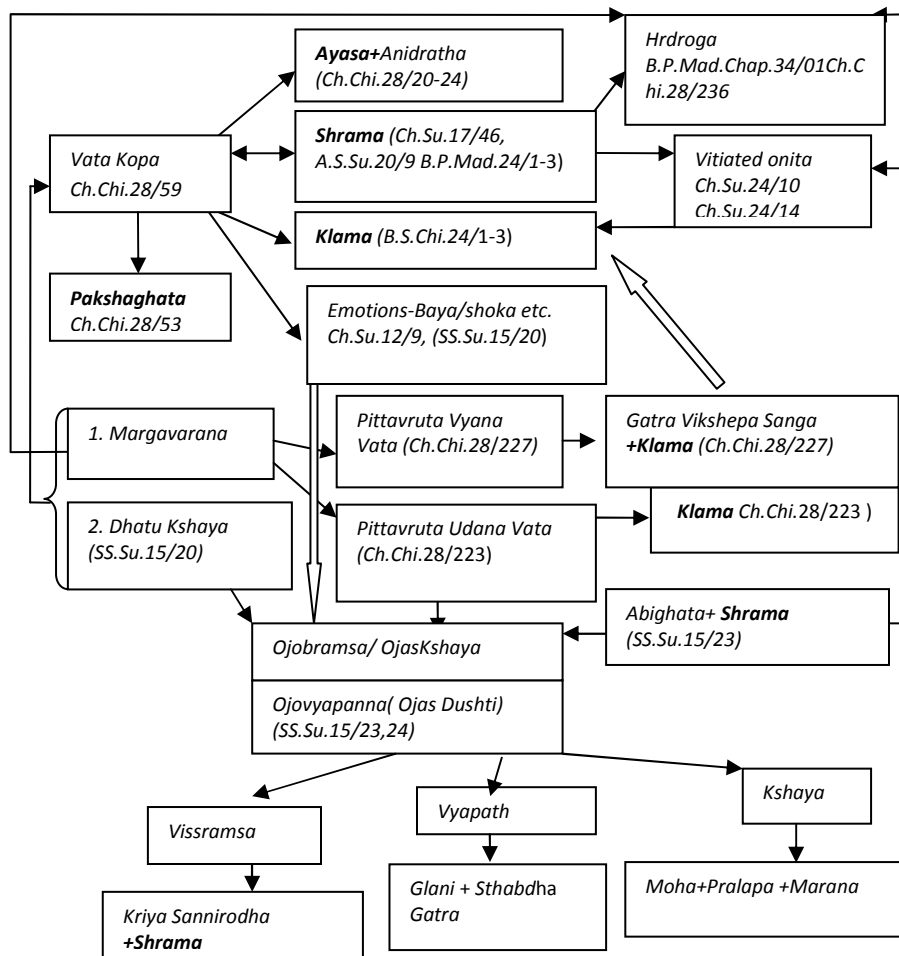 Ayasa+Anidratha
(Ch.Chi.28/20-24)
Hrdroga
B.P.Mad.Chap.34/01Ch.C
hi.28/236
Vata Kopa
Ch.Chi.28/59
Shrama (Ch.Su.17/46,
A.S.Su.20/9 B.P.Mad.24/1-3)
Vitiated onita
Ch.Su.24/10
Ch.Su.24/14
Klama (B.S.Chi.24/1-3)
Pakshaghata
Ch.Chi.28/53
Emotions-Baya/shoka etc.
Ch.Su.12/9, (SS.Su.15/20)
1. Margavarana
Pittavruta Vyana
Vata (Ch.Chi.28/227)
Gatra Vikshepa Sanga
+Klama (Ch.Chi.28/227)
2. Dhatu Kshaya
(SS.Su.15/20)
Pittavruta Udana Vata
(Ch.Chi.28/223)
Klama Ch.Chi.28/223 )
Abighata+ Shrama
(SS.Su.15/23)
Ojobramsa/ OjasKshaya
Ojovyapanna( Ojas Dushti)
(SS.Su.15/23,24)
Vissramsa
Vyapath
Kshaya
Kriya Sannirodha
+Shrama
Glani + Sthabdha
Gatra
Moha+Pralapa +Marana